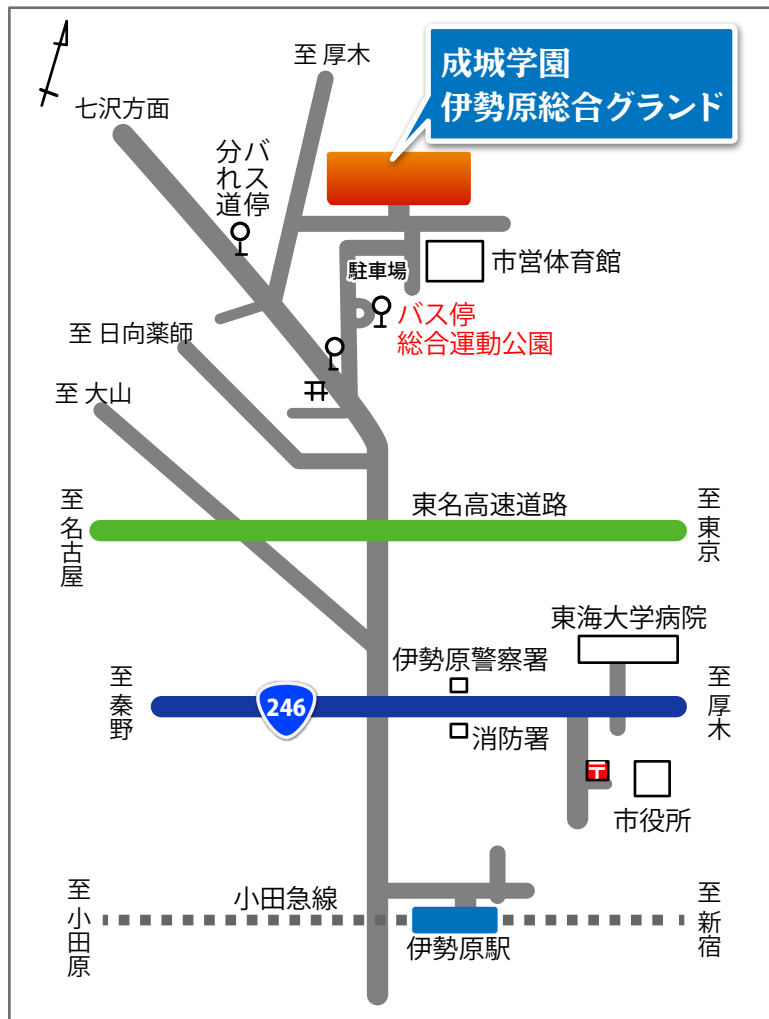 至 厚木
成城学園
伊勢原総合グランド
七沢方面
バス停
分れ道
市営体育館
駐車場
バス停
総合運動公園
至 日向薬師
至 大山
至名古屋
東名高速道路
至東京
東海大学病院
伊勢原警察署
至秦野
246
至厚木
消防署
〒
市役所
至小田原
小田急線
至新宿
伊勢原駅